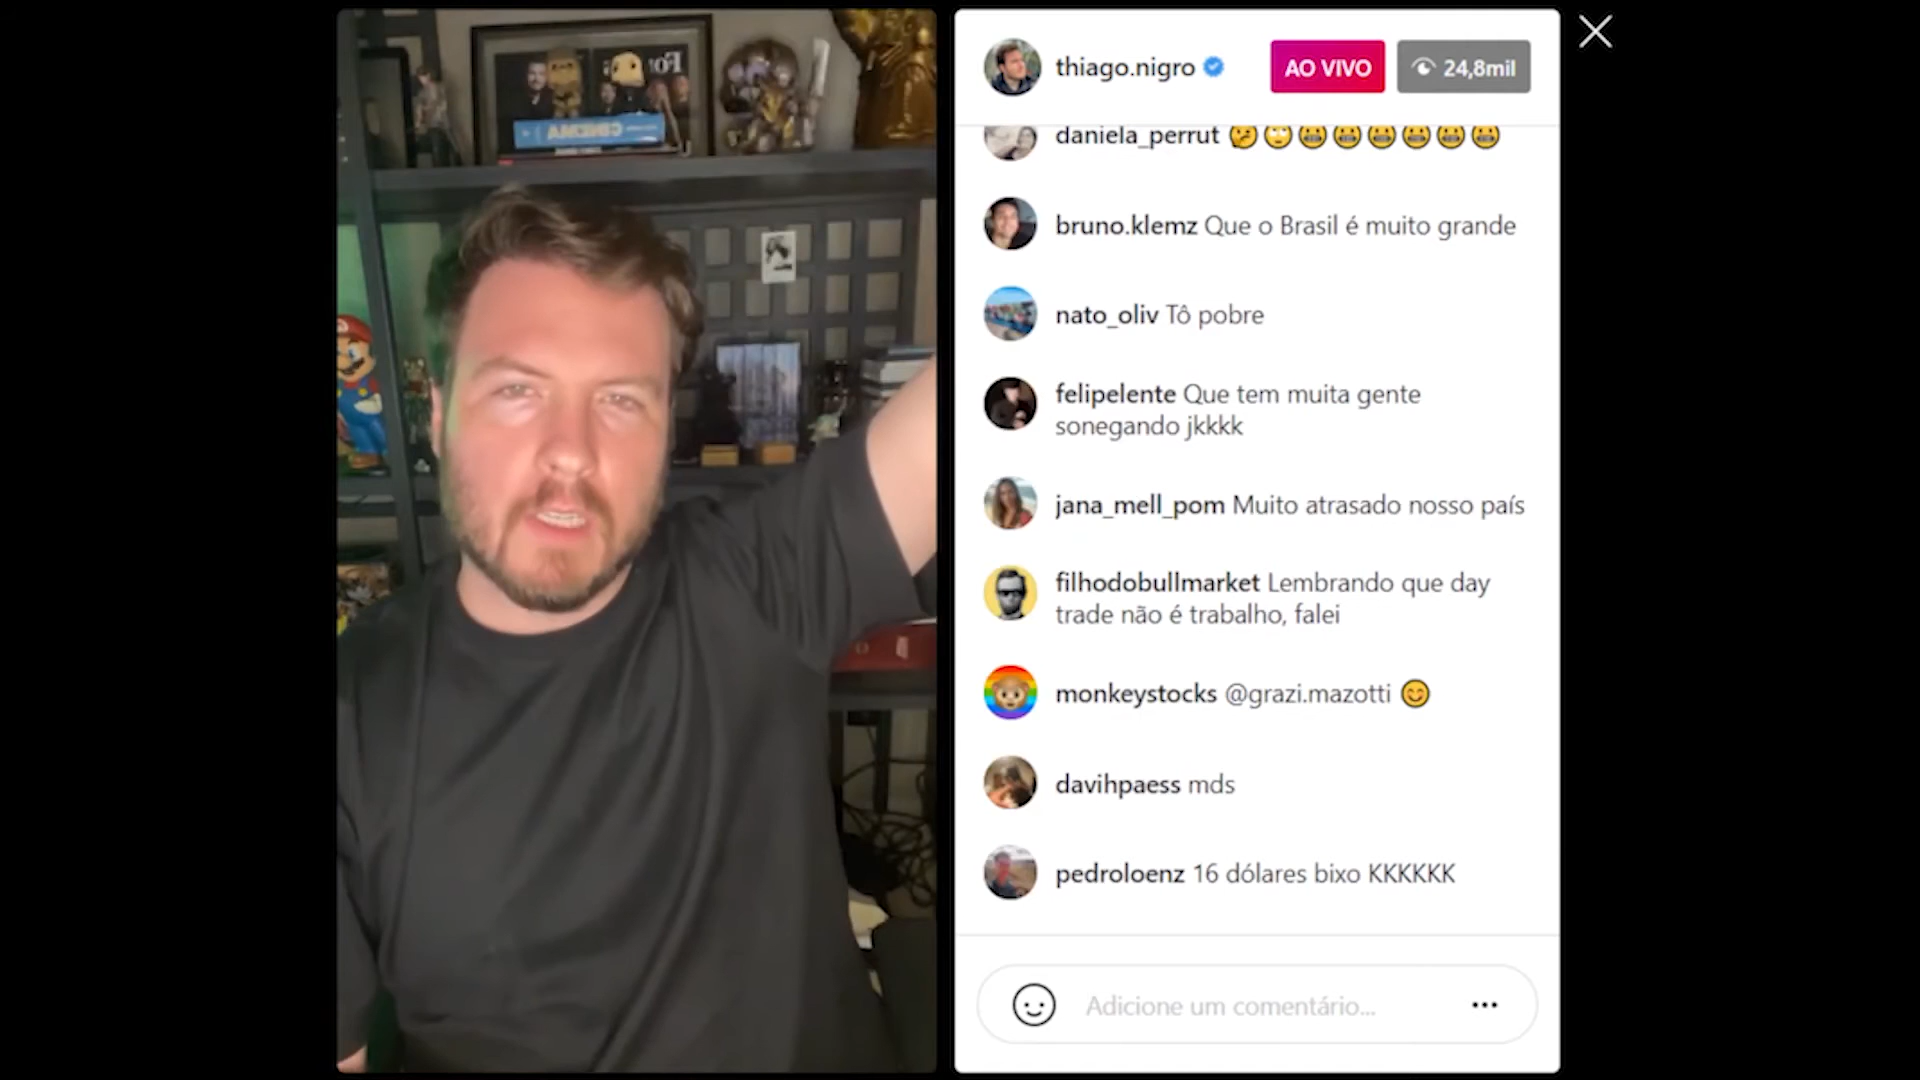 thiago.nigro
AO VIVO
24,8mil
daniela_perrut 🤔🙄😬😬😬😬😬😬
bruno.klemz Que o Brasil é muito grande
nato_oliv Tô pobre
felipelente Que tem muita gente
sonegando jkkkk
jana_mell_pom Muito atrasado nosso país
filhodobullmarket Lembrando que day
trade não é trabalho, falei
monkeystocks @grazi.mazotti 😊
davihpaess mds
pedroloenz 16 dólares bixo KKKKKK
Adicione um comentário...
CINEMA